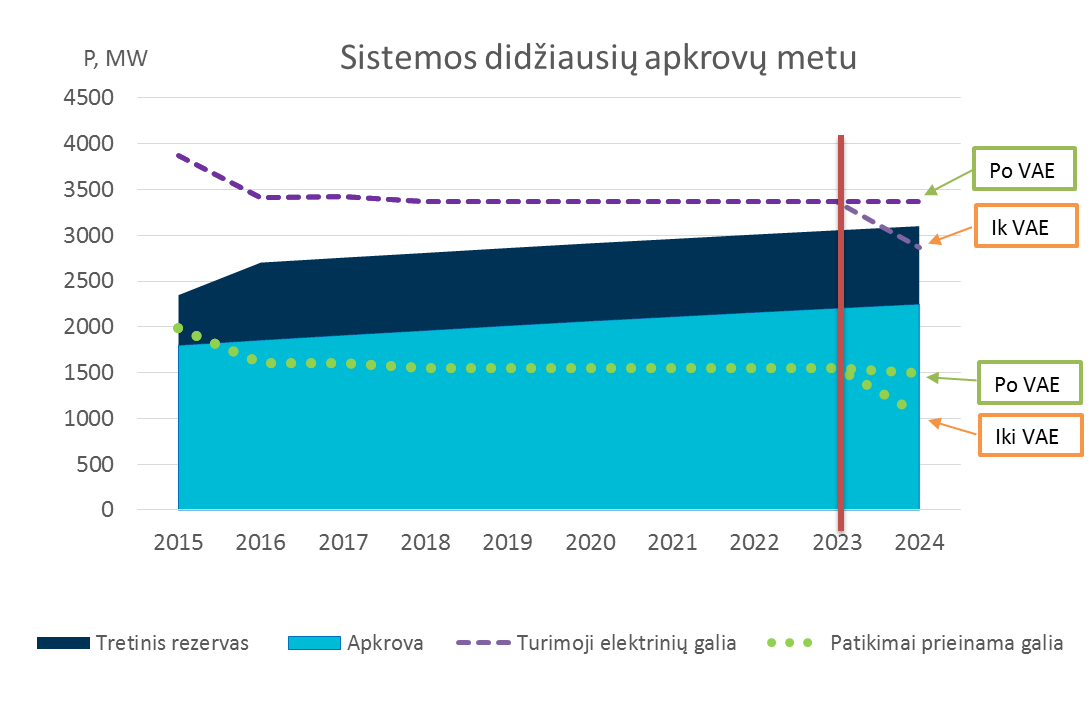 P, MW
Sistemos didžiausių apkrovų metu
4500
4000
3500
3000
2500
2000
1500
1000
500
0
Po VAE
Ik VAE
Po VAE
Iki VAE
2015 2016 2017 2018 2019 2020 2021 2022 2023 2024
Tretinis rezervas Apkrova Turimoji elektrinių galia Patikimai prieinama galia